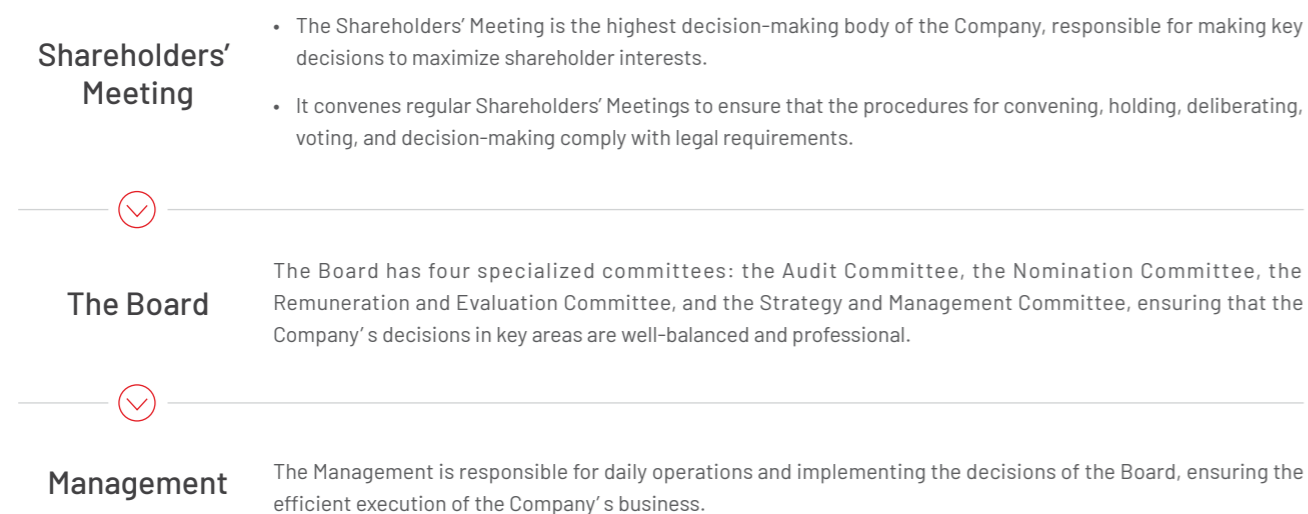 Shareholders’
Meeting
• The Shareholders’ Meeting is the highest decision-making body of the Company, responsible for making key
decisions to maximize shareholder interests.
• It convenes regular Shareholders’ Meetings to ensure that the procedures for convening, holding, deliberating,
voting, and decision-making comply with legal requirements.
The Board
The Board has four specialized committees: the Audit Committee, the Nomination Committee, the
Remuneration and Evaluation Committee, and the Strategy and Management Committee, ensuring that the
Company’ s decisions in key areas are well-balanced and professional.
Management
The Management is responsible for daily operations and implementing the decisions of the Board, ensuring the
efficient execution of the Company’ s business.